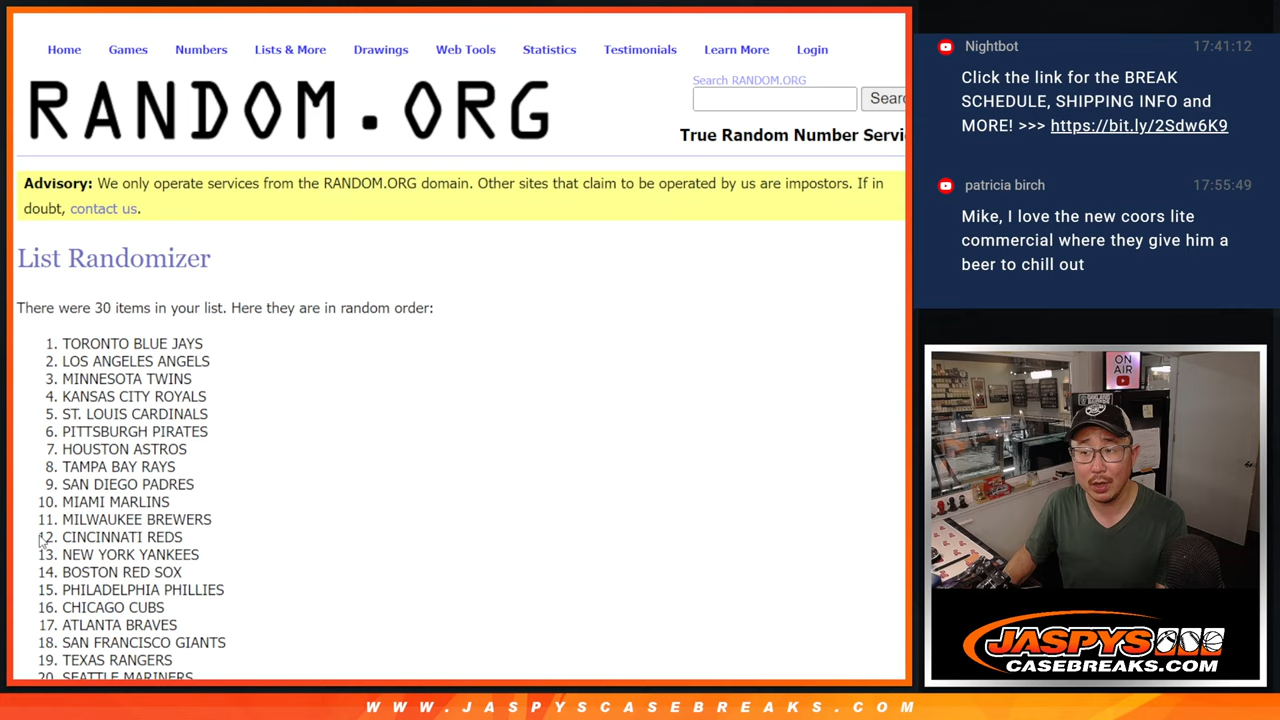 Home Games Numbers Lists & More Drawings Web Tools Statistics Testimonials Learn More Login
Search RANDOM.ORG
RANDOM.ORG
True Random Number Servi
Advisory: We only operate services from the RANDOM.ORG domain. Other sites that claim to be operated by us are impostors. If in
doubt, contact us.
List Randomizer
There were 30 items in your list. Here they are in random order:
1. TORONTO BLUE JAYS
2. LOS ANGELES ANGELS
3. MINNESOTA TWINS
4. KANSAS CITY ROYALS
5. ST. LOUIS CARDINALS
6. PITTSBURGH PIRATES
7. HOUSTON ASTROS
8. TAMPA BAY RAYS
9. SAN DIEGO PADRES
10. MIAMI MARLINS
11. MILWAUKEE BREWERS
12. CINCINNATI REDS
13. NEW YORK YANKEES
14. BOSTON RED SOX
15. PHILADELPHIA PHILLIES
16. CHICAGO CUBS
17. ATLANTA BRAVES
18. SAN FRANCISCO GIANTS
19. TEXAS RANGERS
20. SEATTLE MARINERS
Nightbot 17:41:12
Click the link for the BREAK
SCHEDULE, SHIPPING INFO and
MORE! >>> https://bit.ly/2Sdw6K9
patricia birch 17:55:49
Mike, I love the new coors lite
commercial where they give him a
beer to chill out
ON
AIR
JASPYS
CASEBREAKS.COM
WWW.JASPYSCASEBREAKS.COM